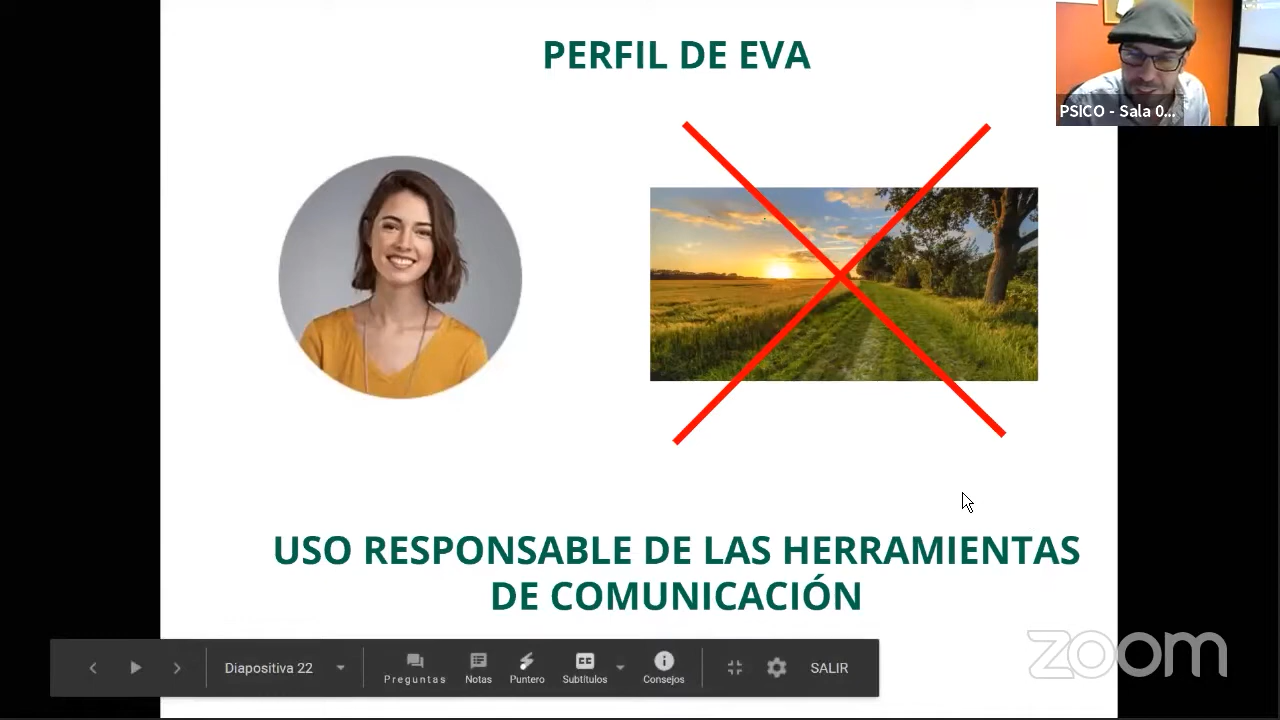 PERFIL DE EVA
PSICO - Sala 0...
USO RESPONSABLE DE LAS HERRAMIENTAS
DE COMUNICACIÓN
Diapositiva 22
Preguntas
Notas
Puntero
CC
Subtítulos
Consejos
SALIR
zoom